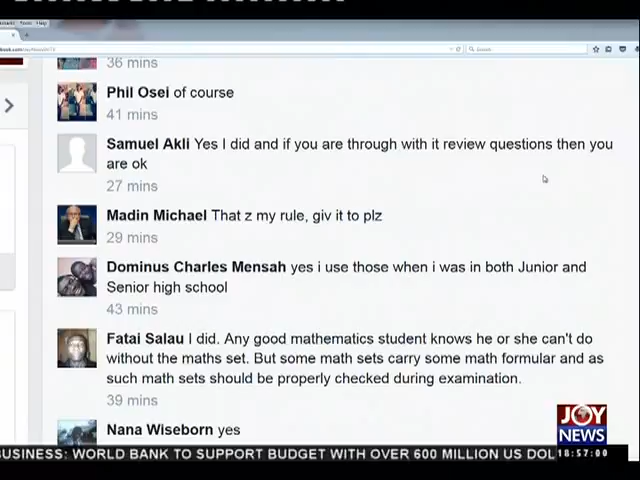 Help
Search
36 mins
Phil Osei of course
41 mins
Samuel Akli Yes I did and if you are through with it review questions then you
are ok
27 mins
Madin Michael That z my rule, giv it to plz
29 mins
Dominus Charles Mensah yes i use those when i was in both Junior and
Senior high school
43 mins
Fatai Salau I did. Any good mathematics student knows he or she can't do
without the maths set. But some math sets carry some math formular and as
such math sets should be properly checked during examination.
39 mins
Nana Wiseborn yes
JOY
NEWS
BUSINESS: WORLD BANK TO SUPPORT BUDGET WITH OVER 600 MILLION US DOL
18:57:00